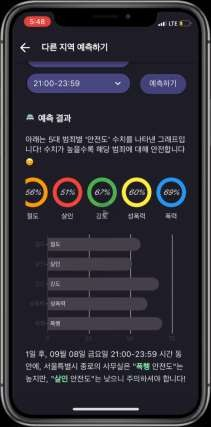 5:46
LTE
다른 지역 예측하기
21:00-23:59
예측하기
예측 결과
아래는 5대 범죄별 '안전도' 수치를 나타낸 그래프입
니다! 수치가 높을수록 해당 범죄에 대해 안전합니다
56% 51% 67% 60% 69%
절도 살인 강도 성폭력 폭력
절도
살인
강도
성폭력
폭행
1일 후, 09월 08일 금요일 21:00-23:59 시간 동
안에, 서울특별시 종로의 사무실은 "폭행 안전도"는
높지만, "살인 안전도"는 낮으니 주의하셔야 합니다!